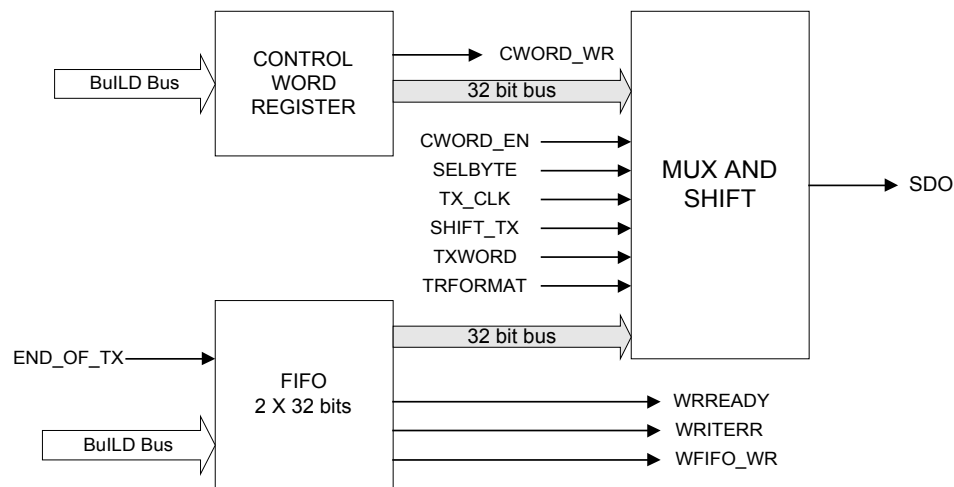 CONTROL
WORD
REGISTER
BuILD Bus
CWORD_WR
32 bit bus
CWORD_EN
SELBYTE
TX_CLK
SHIFT_TX
TXWORD
TRFORMAT
MUX AND
SHIFT
SDO
32 bit bus
END_OF_TX
FIFO
2 X 32 bits
BuILD Bus
WRREADY
WRITERR
WFIFO_WR